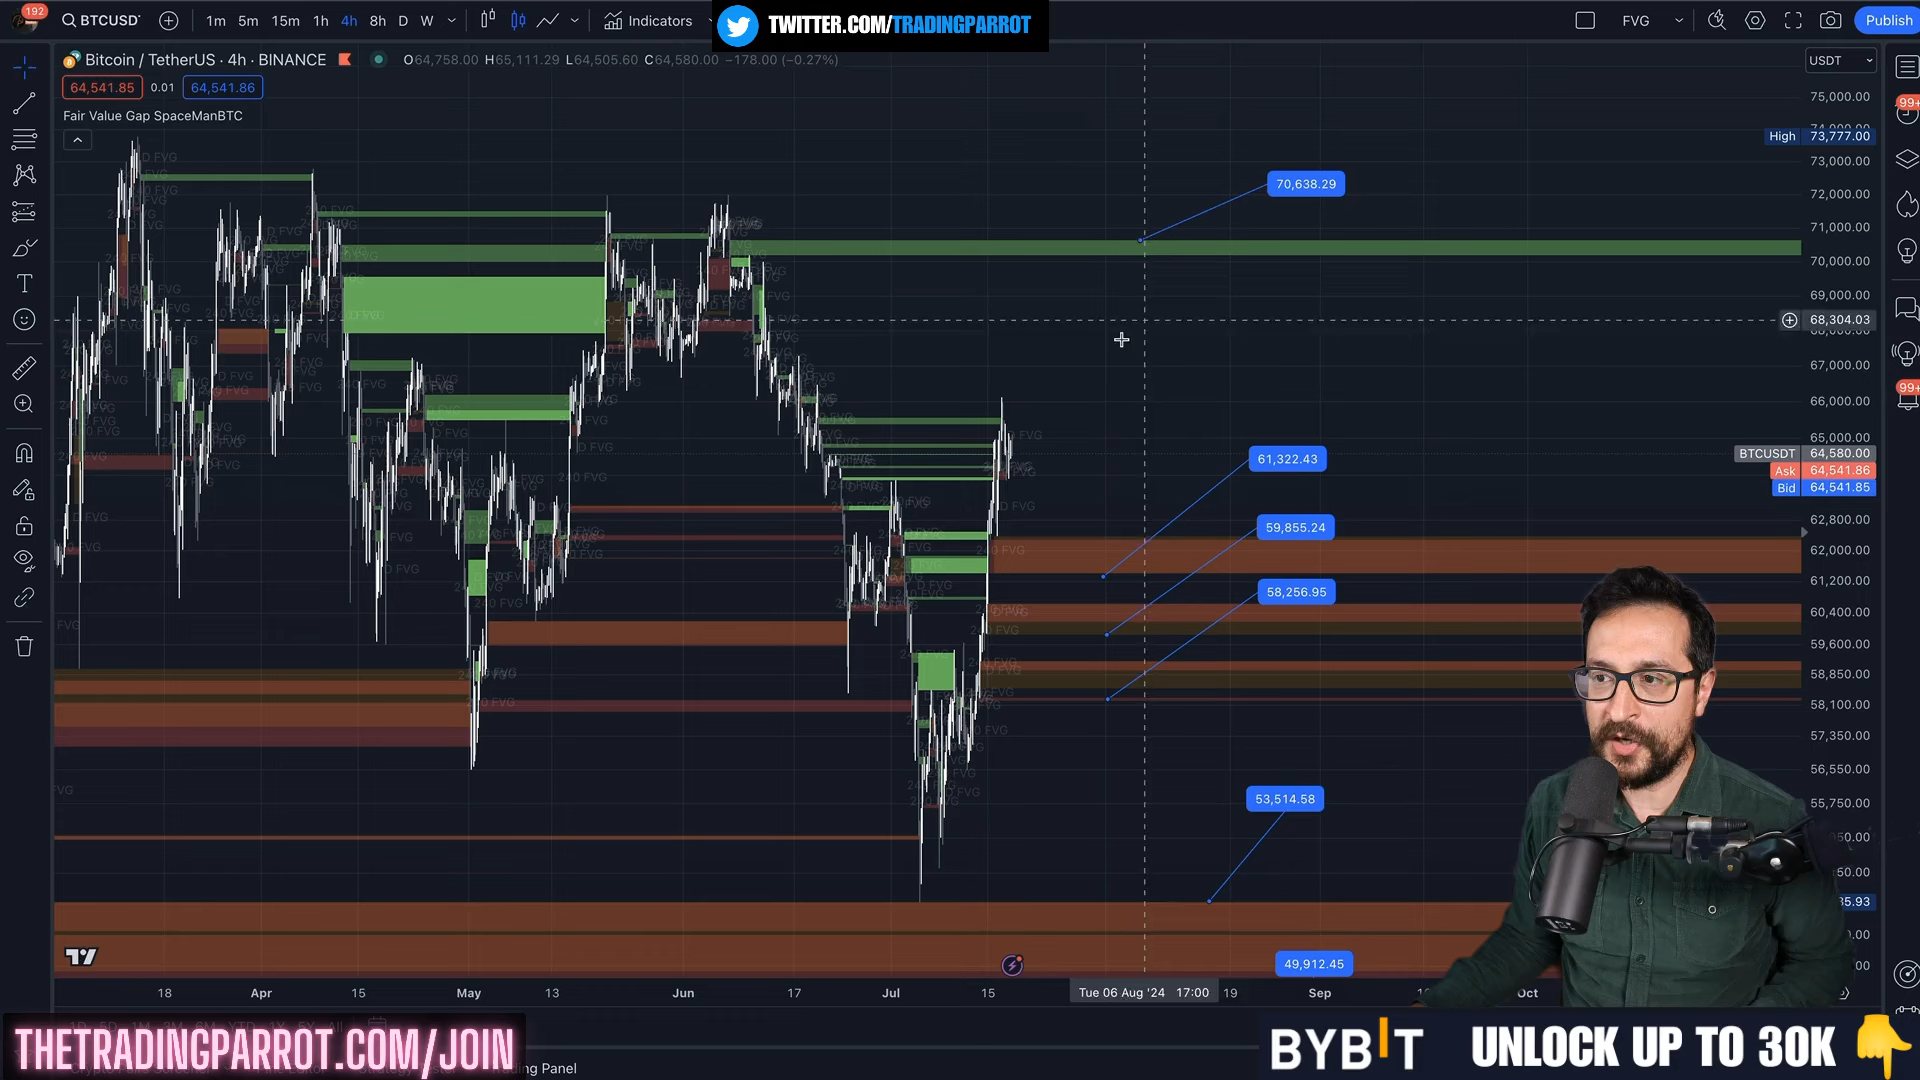 192
BTCUSDT
1m 5m 15m 1h 4h 8h D W
Indicators
TWITTER.COM/TRADINGPARROT
FVG
Publish
Bitcoin / TetherUS · 4h · BINANCE
O64,758.00 H65,111.29 L64,505.60 C64,580.00 −178.00 (−0.27%)
64,541.85 0.01 64,541.86
Fair Value Gap SpaceManBTC
USDT
75,000.00
High 73,777.00
73,000.00
72,000.00
71,000.00
70,000.00
69,000.00
68,304.03
67,000.00
66,000.00
65,000.00
BTCUSDT 64,580.00
Ask 64,541.86
Bid 64,541.85
62,800.00
62,000.00
61,200.00
60,400.00
59,600.00
58,850.00
58,100.00
57,350.00
56,550.00
55,750.00
99+
99+
70,638.29
61,322.43
59,855.24
58,256.95
53,514.58
49,912.45
18 Apr 15 May 13 Jun 17 Jul 15 Tue 06 Aug '24 17:00 19 Sep Oct
THETRADINGPARROT.COM/JOIN
Trading Panel
BYBIT UNLOCK UP TO 30K